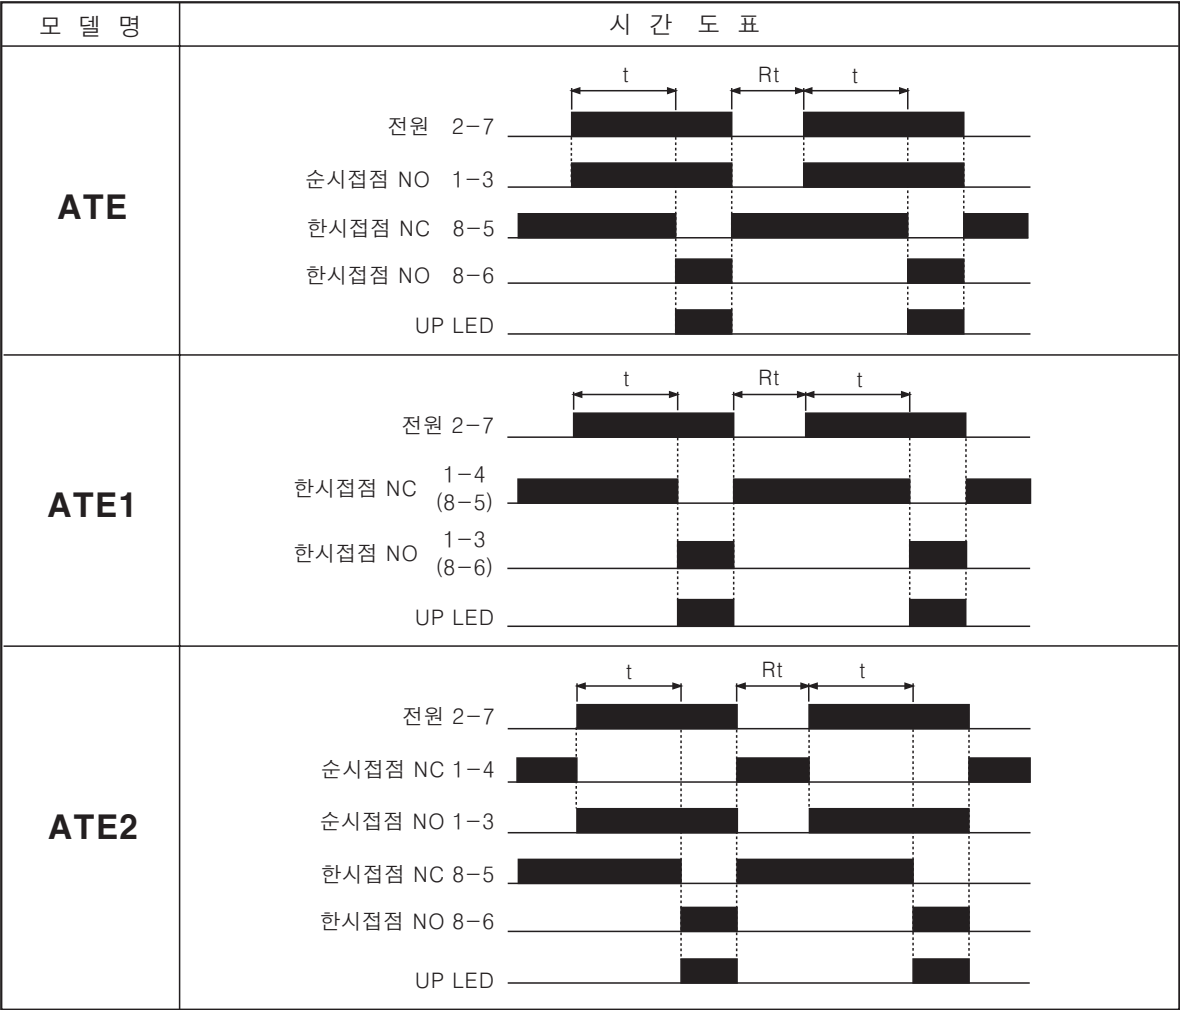 모 델 명 시 간 도 표
ATE
t Rt t
전원 2-7
순시접점 NO 1-3
한시접점 NC 8-5
한시접점 NO 8-6
UP LED
ATE1
t Rt t
전원 2-7
한시접점 NC 1-4
(8-5)
한시접점 NO 1-3
(8-6)
UP LED
ATE2
t Rt t
전원 2-7
순시접점 NC 1-4
순시접점 NO 1-3
한시접점 NC 8-5
한시접점 NO 8-6
UP LED